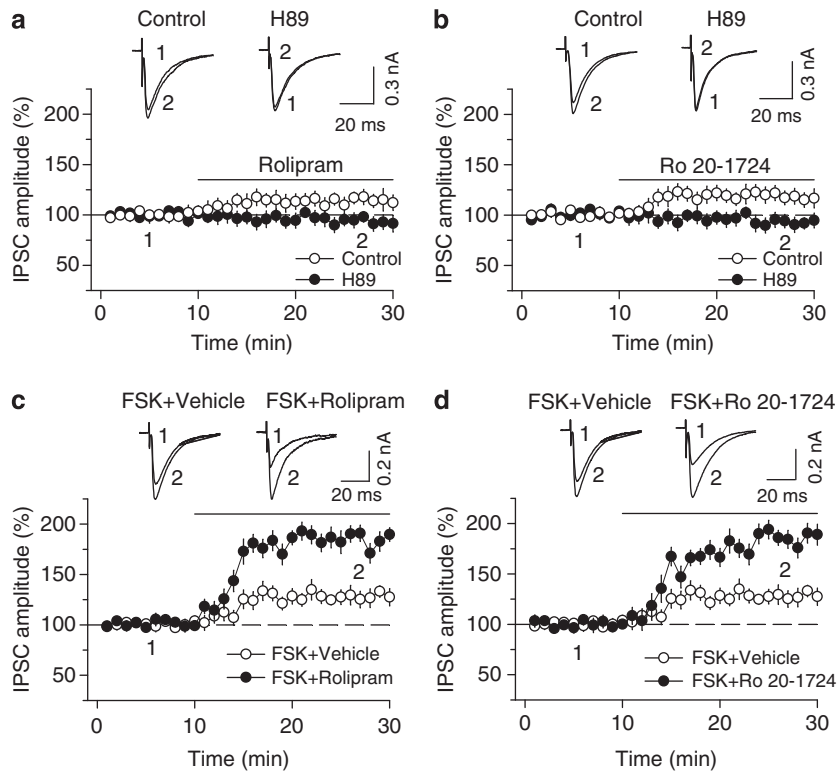 a
Control H89
1 2
2 1
0.3 nA
20 ms
IPSC amplitude (%)
200
150
100
50
Rolipram
1 2
Control
H89
0 10 20 30
Time (min)
b
Control H89
1 2
2 1
0.3 nA
20 ms
IPSC amplitude (%)
200
150
100
50
Ro 20-1724
1 2
Control
H89
0 10 20 30
Time (min)
c
FSK+Vehicle FSK+Rolipram
1 1
2 2
0.2 nA
20 ms
IPSC amplitude (%)
200
150
100
50
2
1
FSK+Vehicle
FSK+Rolipram
0 10 20 30
Time (min)
d
FSK+Vehicle FSK+Ro 20-1724
1 1
2 2
0.2 nA
20 ms
IPSC amplitude (%)
200
150
100
50
2
1
FSK+Vehicle
FSK+Ro 20-1724
0 10 20 30
Time (min)